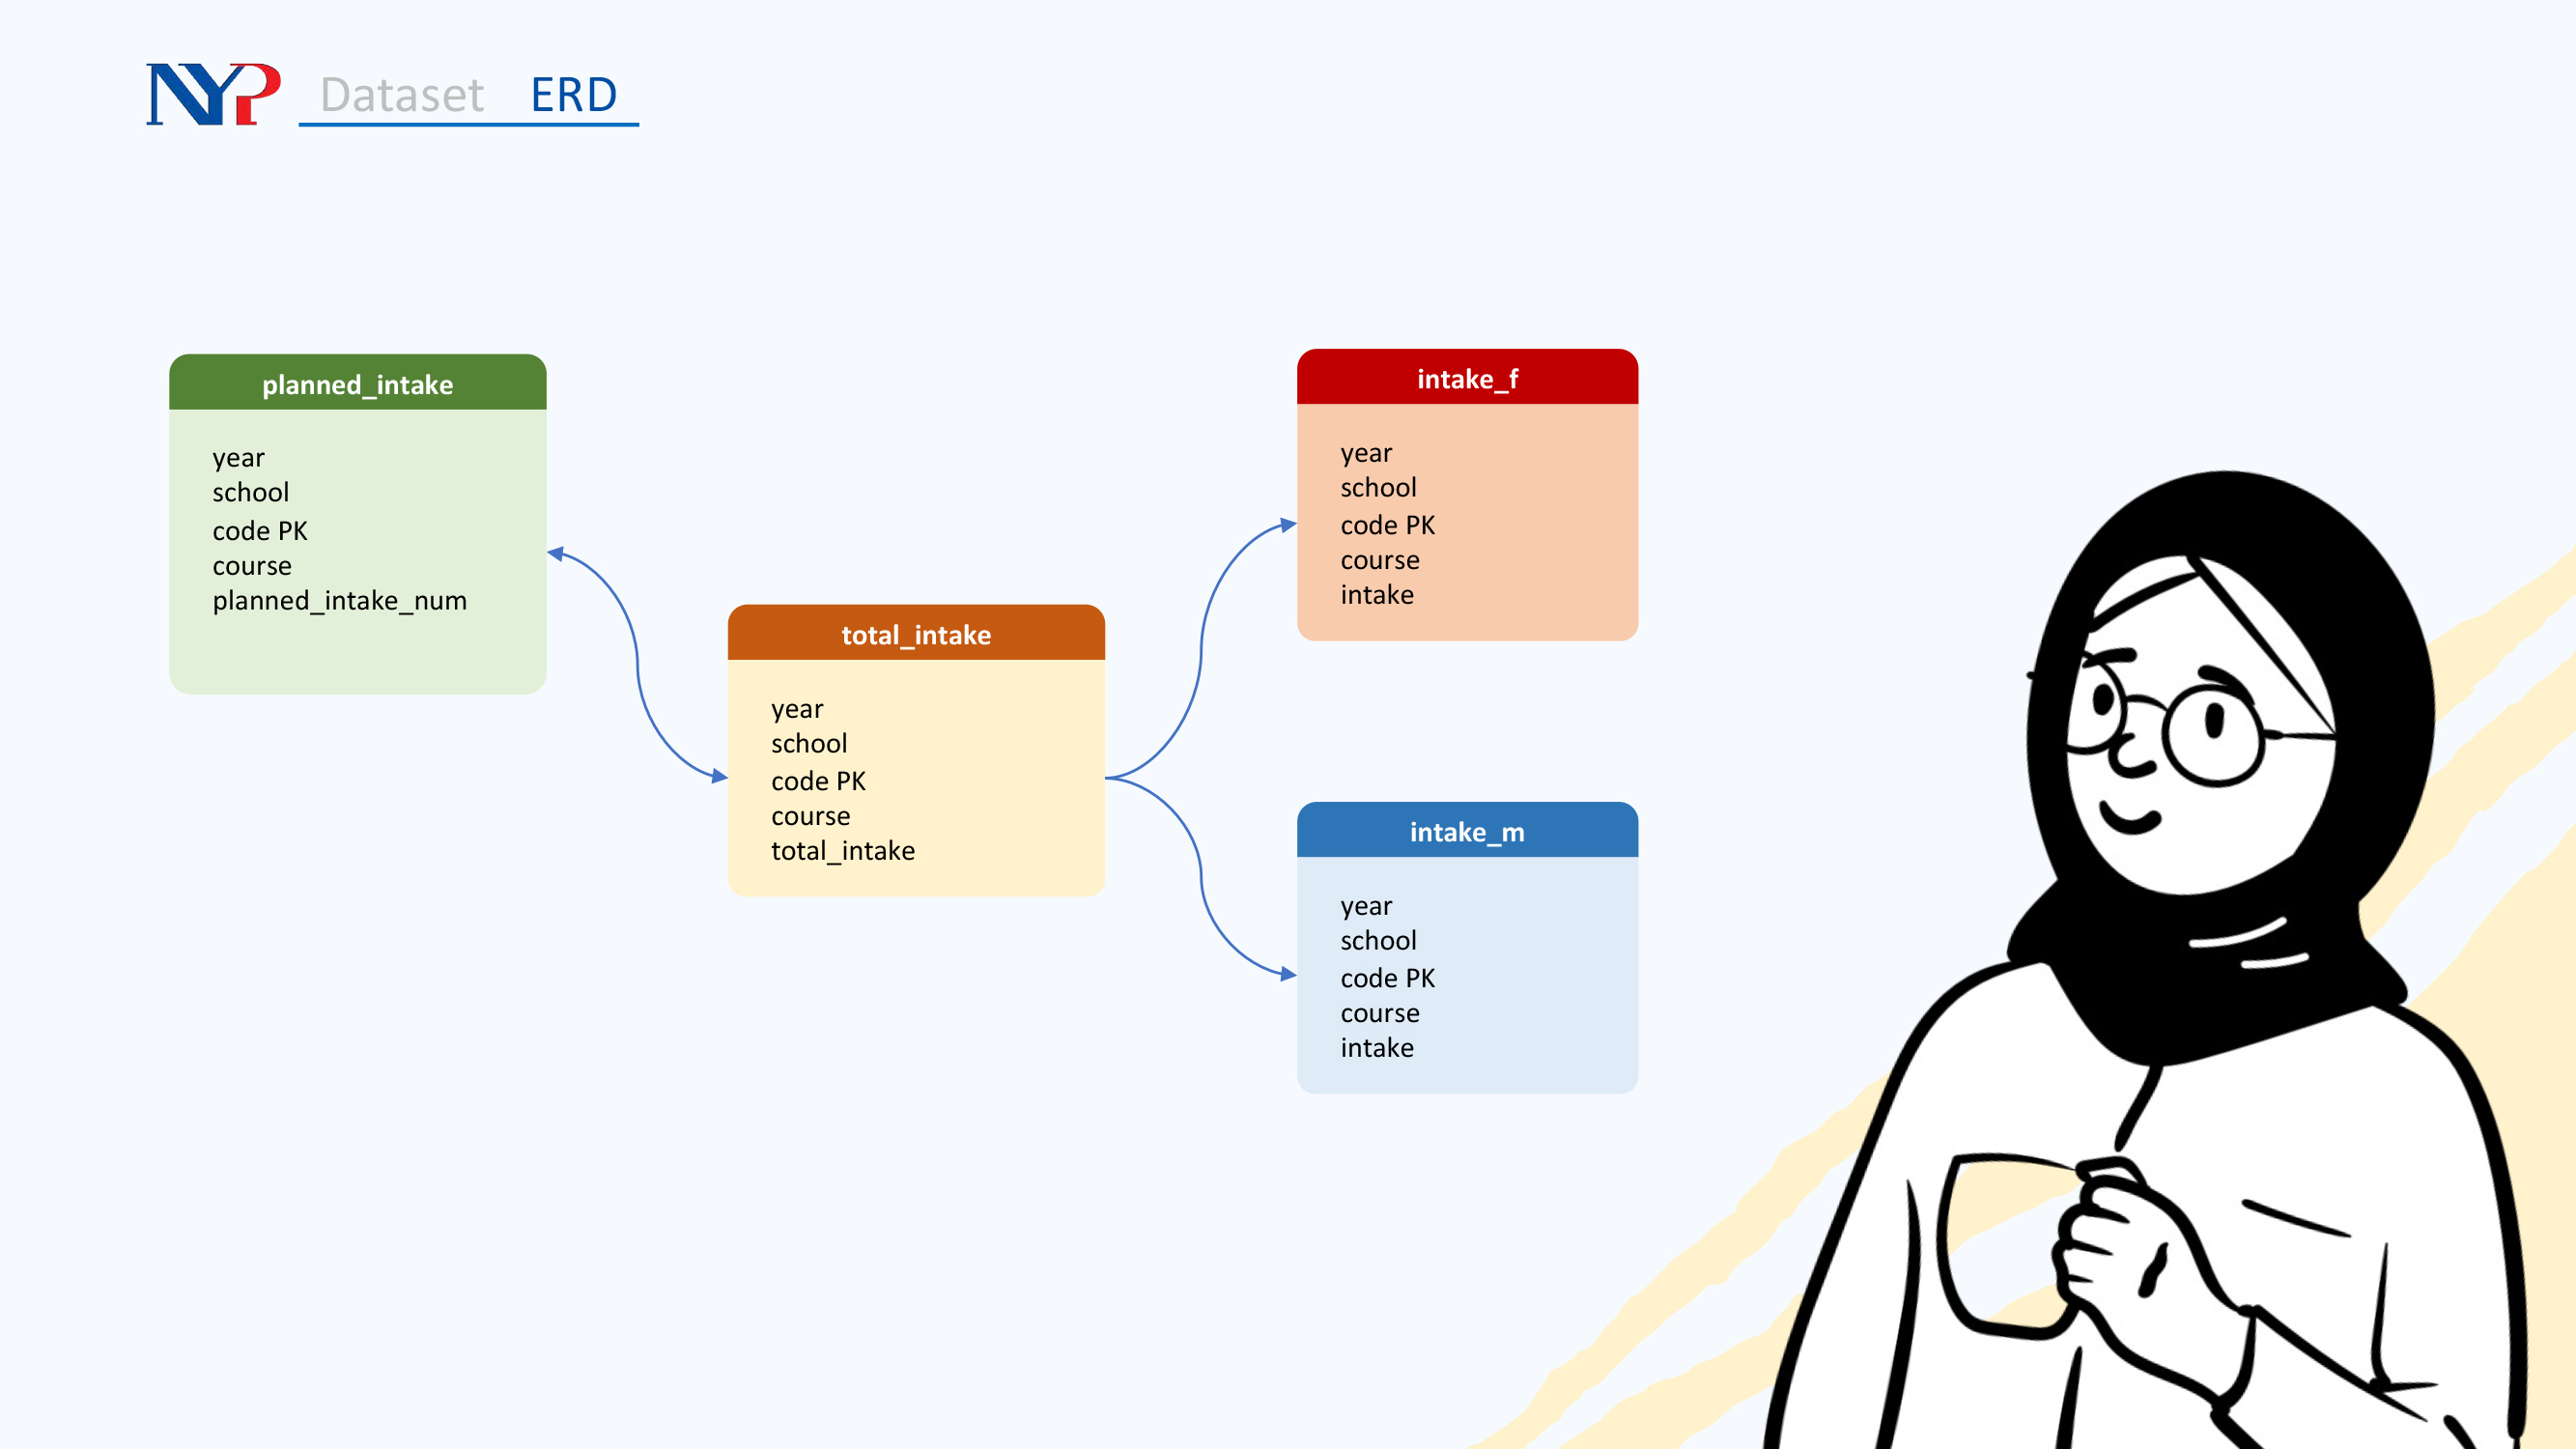 NYP Dataset ERD
planned_intake
year
school
code PK
course
planned_intake_num
total_intake
year
school
code PK
course
total_intake
intake_f
year
school
code PK
course
intake
intake_m
year
school
code PK
course
intake